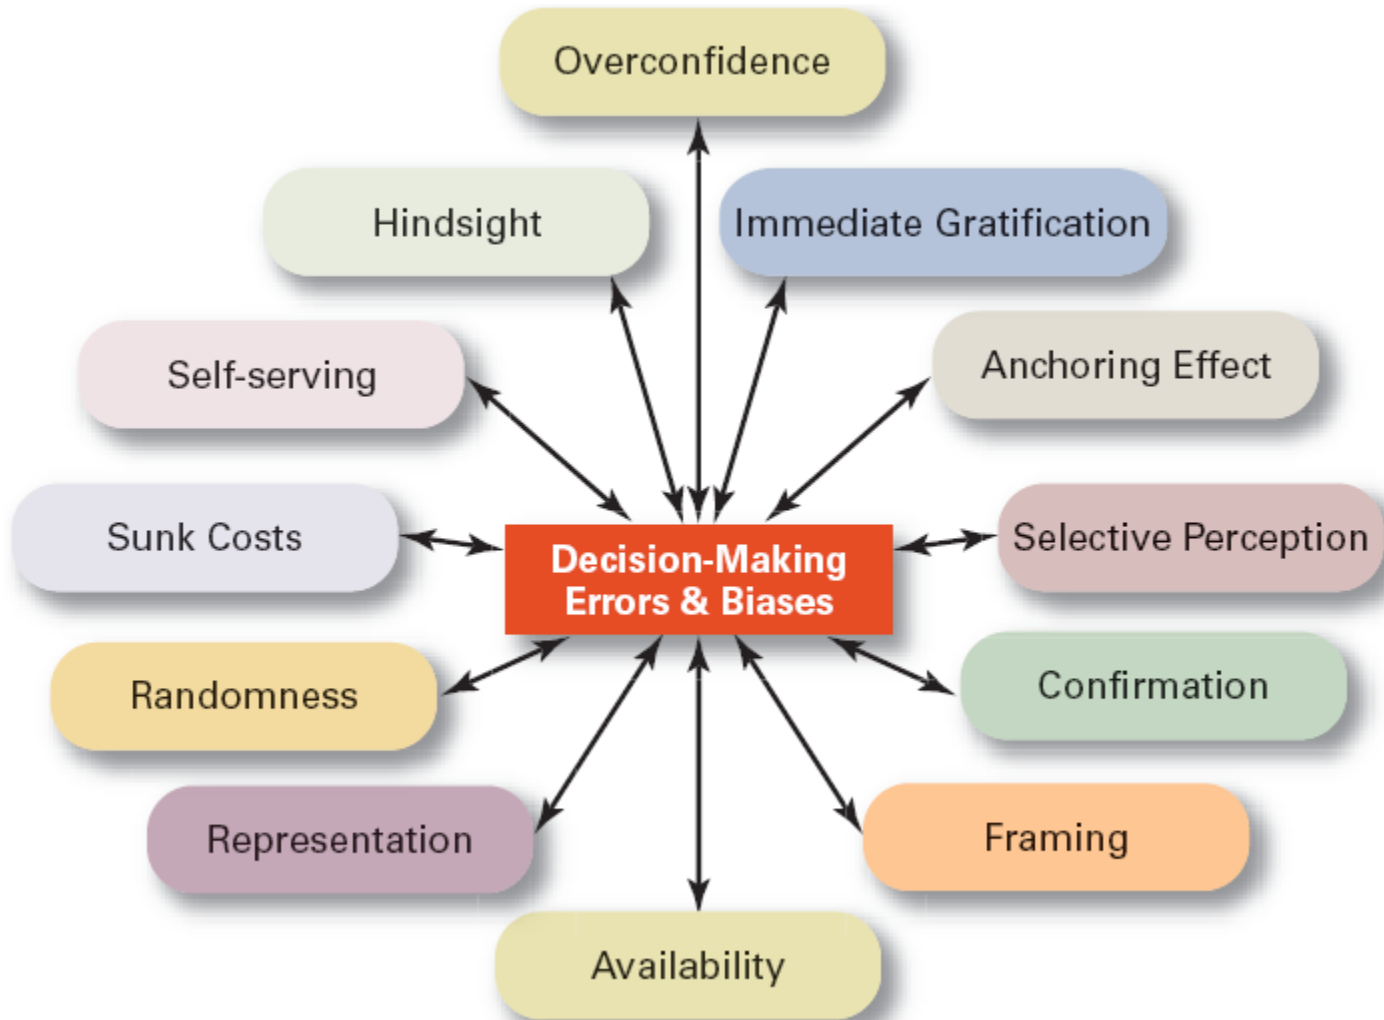 Overconfidence
Hindsight
Immediate Gratification
Self-serving
Anchoring Effect
Sunk Costs
Selective Perception
Decision-Making
Errors & Biases
Randomness
Confirmation
Representation
Framing
Availability